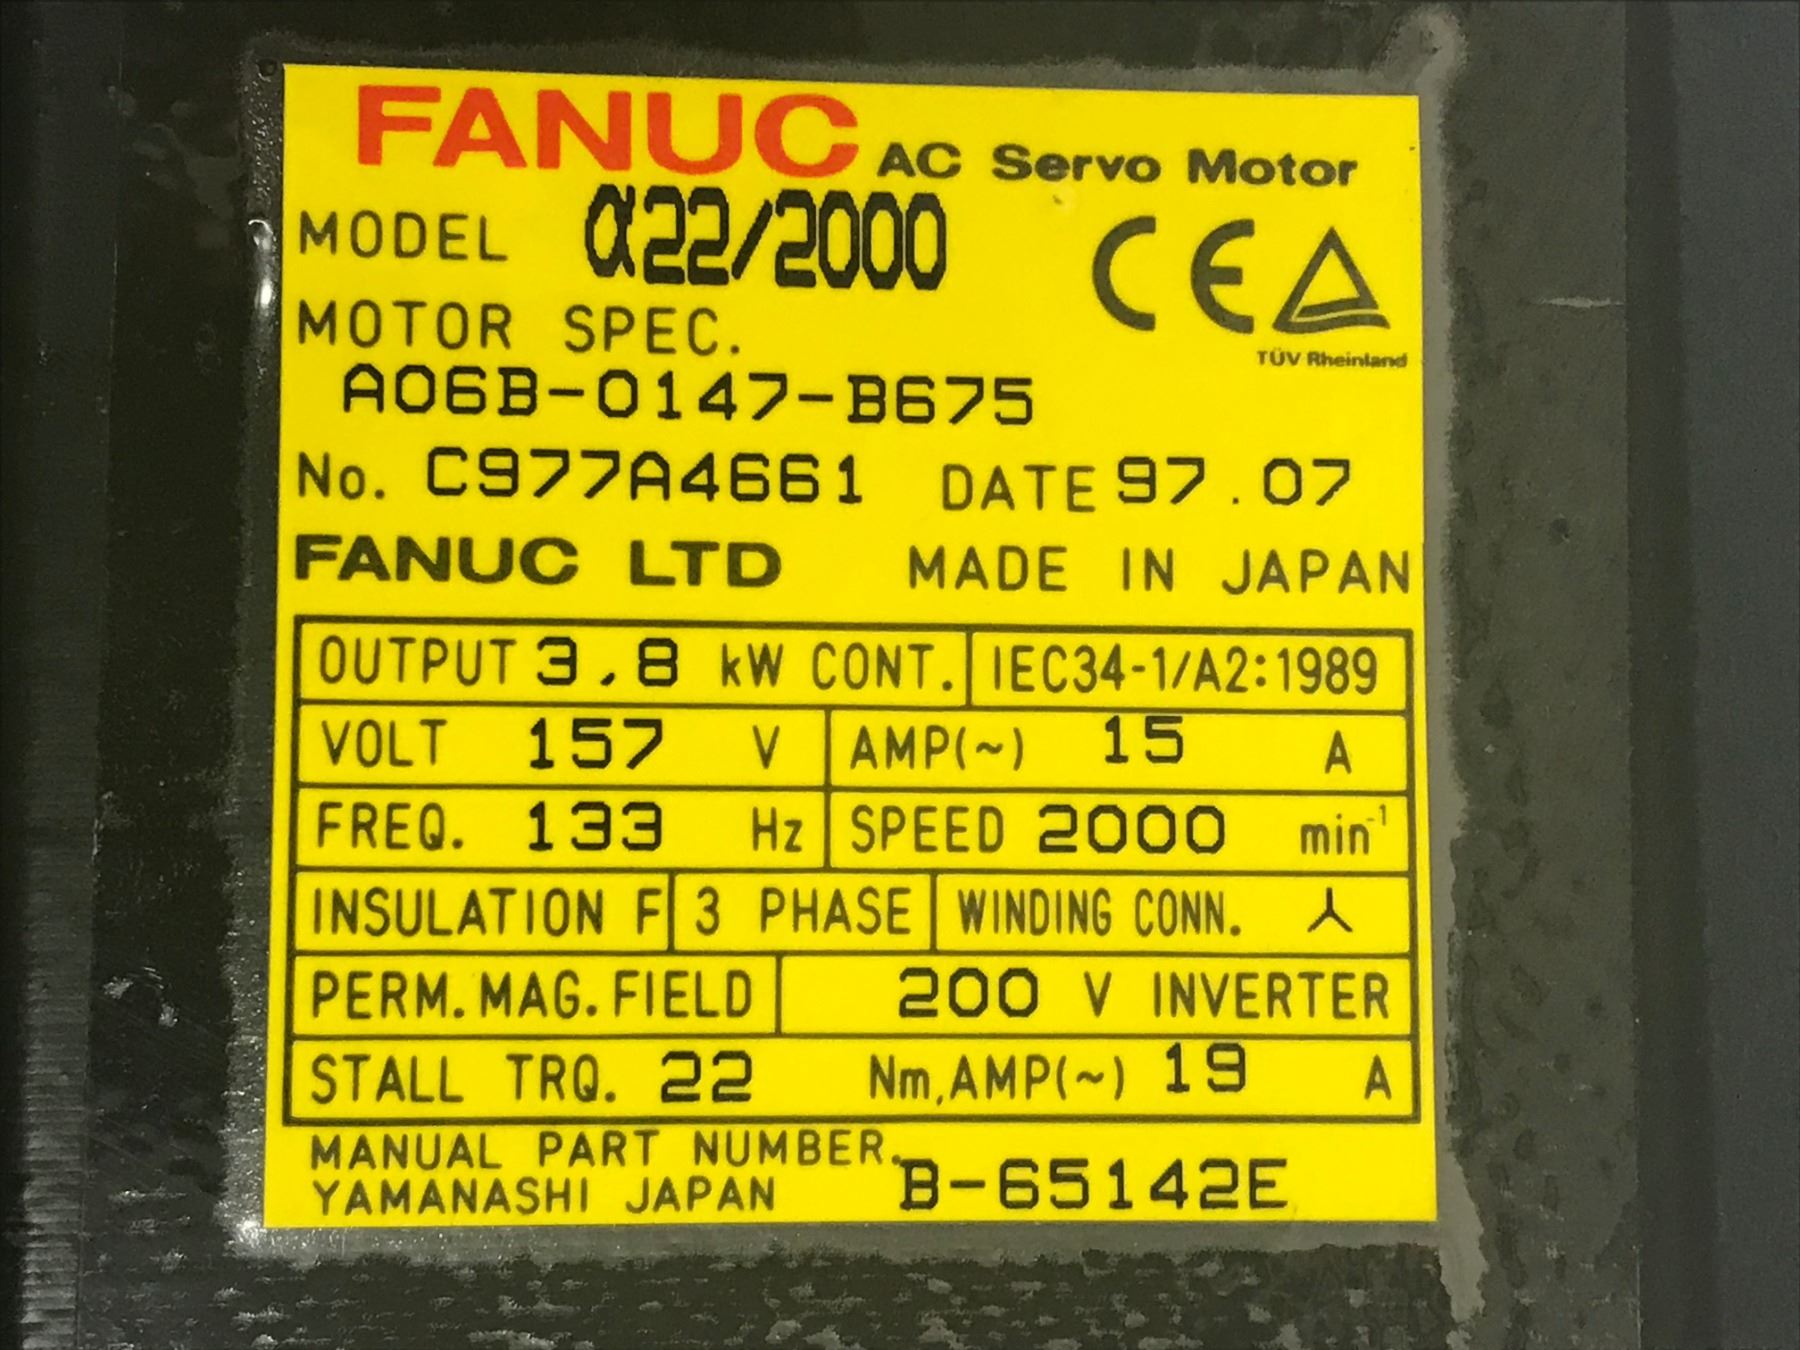 FANUC AC Servo Motor
MODEL α22/2000
CE
TÜV Rheinland
MOTOR SPEC.
A06B-0147-B675
No. C977A4661 DATE 97.07
FANUC LTD MADE IN JAPAN
OUTPUT 3.8 kW CONT. IEC34-1/A2:1989
VOLT 157 V AMP(~) 15 A
FREQ. 133 Hz SPEED 2000 min-1
INSULATION F 3 PHASE WINDING CONN.
PERM.MAG.FIELD 200 V INVERTER
STALL TRQ. 22 Nm,AMP(~) 19 A
MANUAL PART NUMBER.
YAMANASHI JAPAN B-65142E